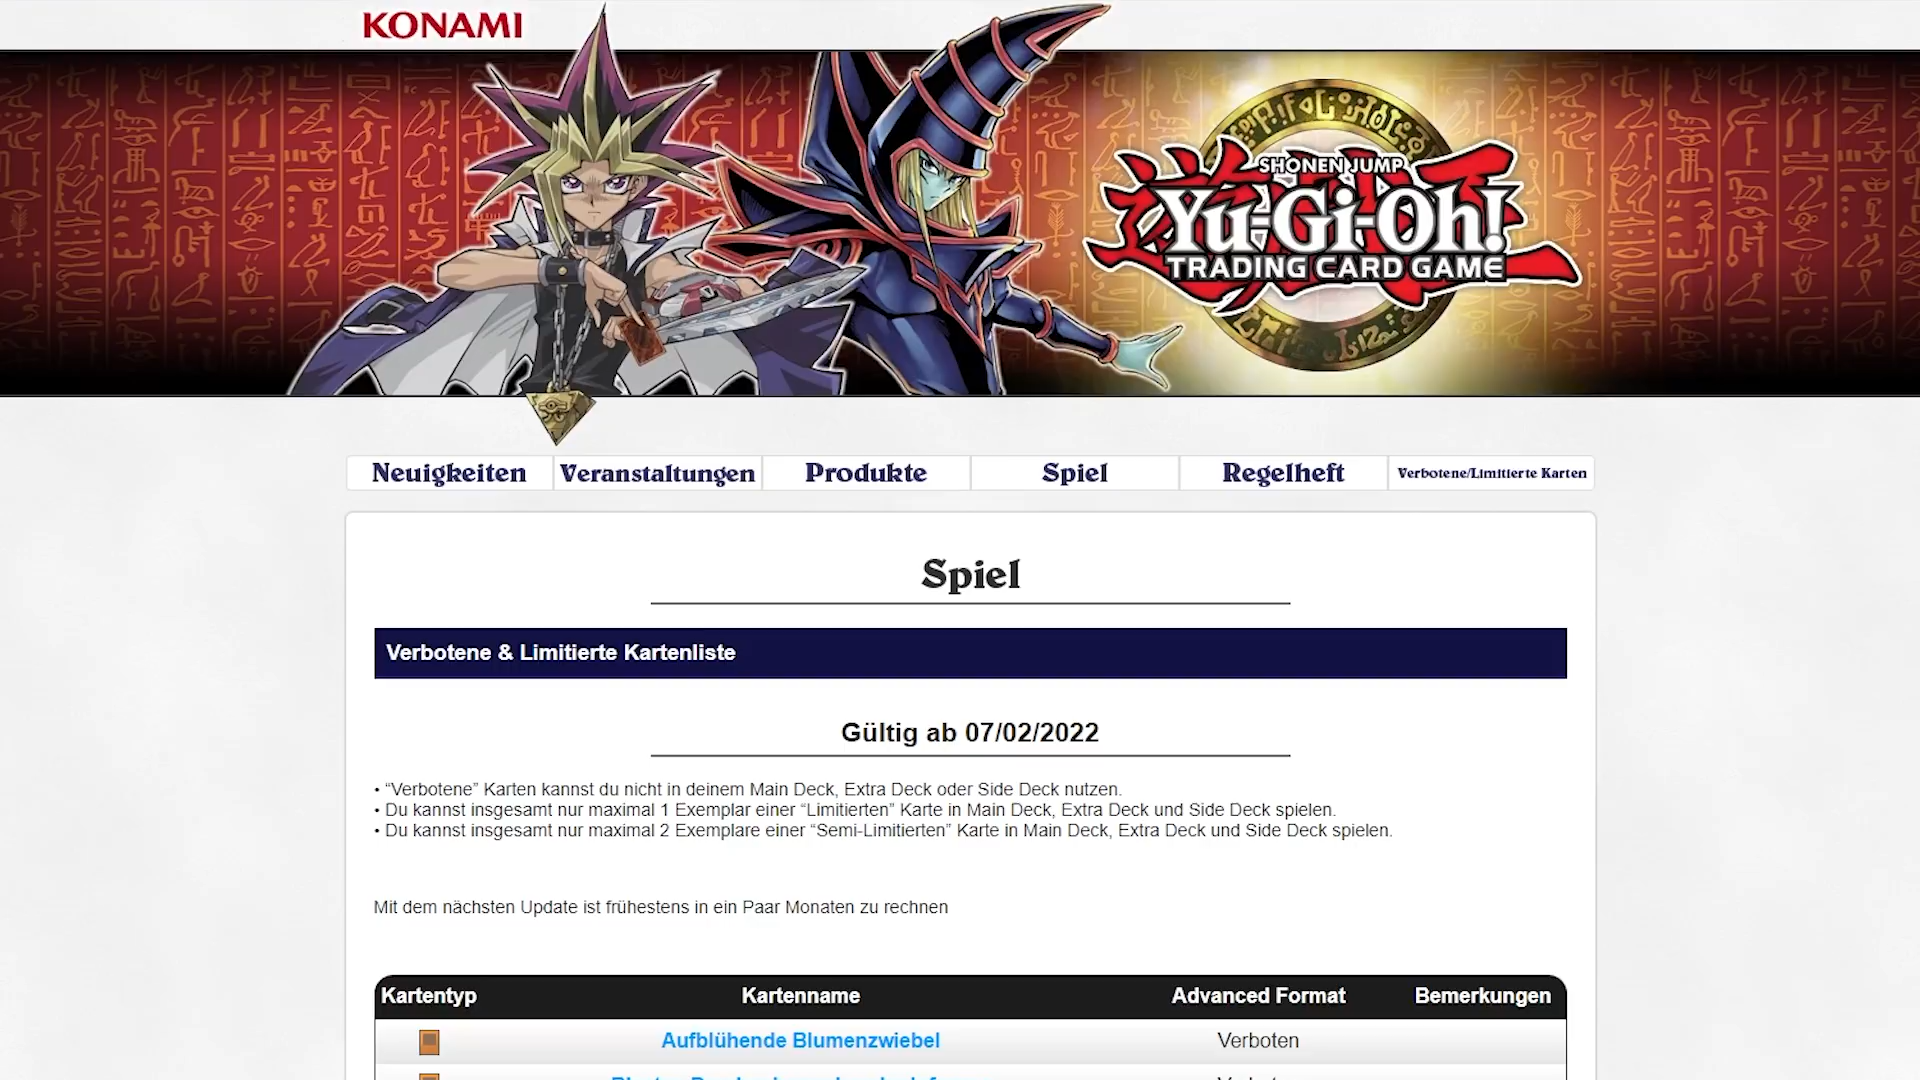 KONAMI
SHONEN JUMP
Yu-Gi-Oh!
TRADING CARD GAME
Neuigkeiten
Veranstaltungen
Produkte
Spiel
Regelheft
Verbotene/Limitierte Karten
Spiel
Verbotene & Limitierte Kartenliste
Gültig ab 07/02/2022
• “Verbotene” Karten kannst du nicht in deinem Main Deck, Extra Deck oder Side Deck nutzen.
• Du kannst insgesamt nur maximal 1 Exemplar einer “Limitierten” Karte in Main Deck, Extra Deck und Side Deck spielen.
• Du kannst insgesamt nur maximal 2 Exemplare einer “Semi-Limitierten” Karte in Main Deck, Extra Deck und Side Deck spielen.
Mit dem nächsten Update ist frühestens in ein Paar Monaten zu rechnen
Kartentyp Kartenname Advanced Format Bemerkungen
Aufblühende Blumenzwiebel Verboten